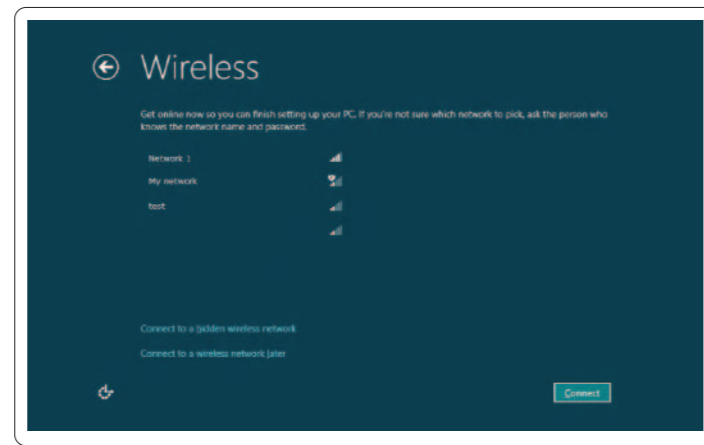 Wireless
Get online now so you can finish setting up your PC. If you're not sure which network to pick, ask the person who
knows the network name and password.
Network 1
My network
test
Connect to a hidden wireless network
Connect to a wireless network later
Connect